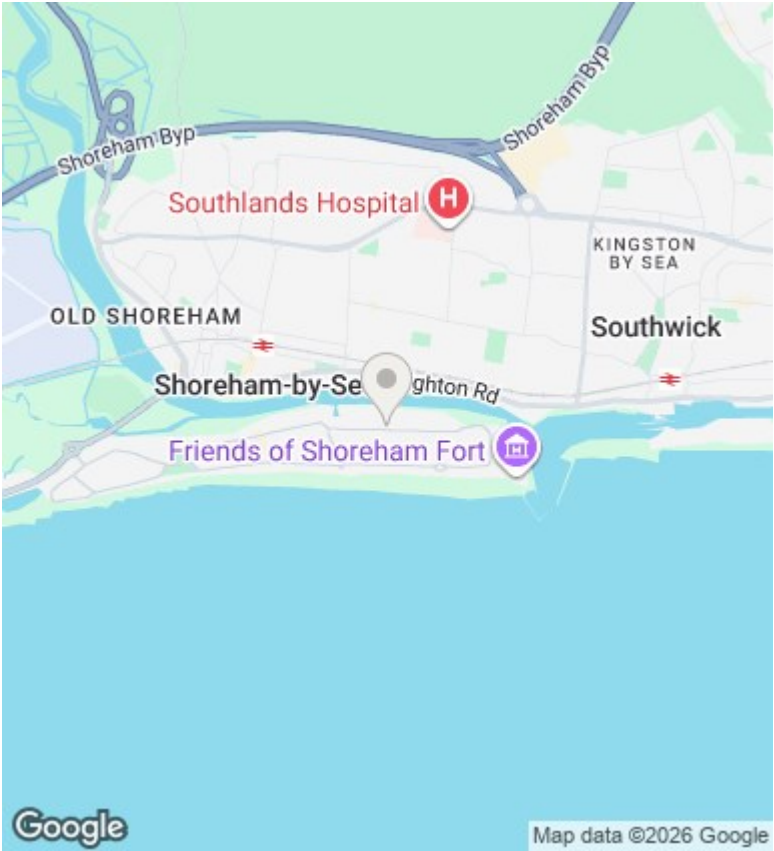 Shoreham Byp
Shoreham Byp
Southlands Hospital
H
KINGSTON
BY SEA
OLD SHOREHAM
Southwick
Shoreham-by-Se
ghton Rd
Friends of Shoreham Fort
Google
Map data ©2026 Google